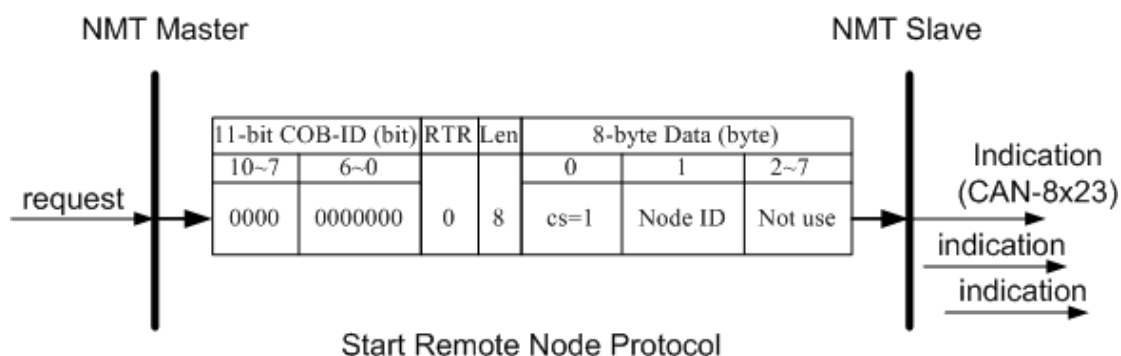 NMT Master NMT Slave
11-bit COB-ID (bit) RTR Len 8-byte Data (byte)
10~7 6~0 0 1 2~7
request 0000 0000000 0 8 cs=1 Node ID Not use
Indication
(CAN-8x23)
indication
indication
Start Remote Node Protocol